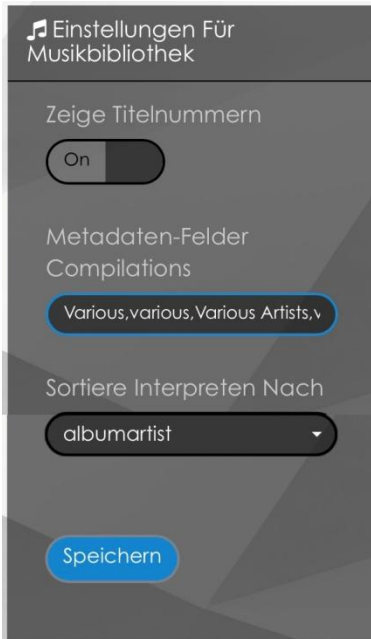 Einstellungen Für
Musikbibliothek
Zeige Titelnummern
On
Metadaten-Felder
Compilations
Various,various,Various Artists,
Sortiere Interpreten Nach
albumartist
Speichern